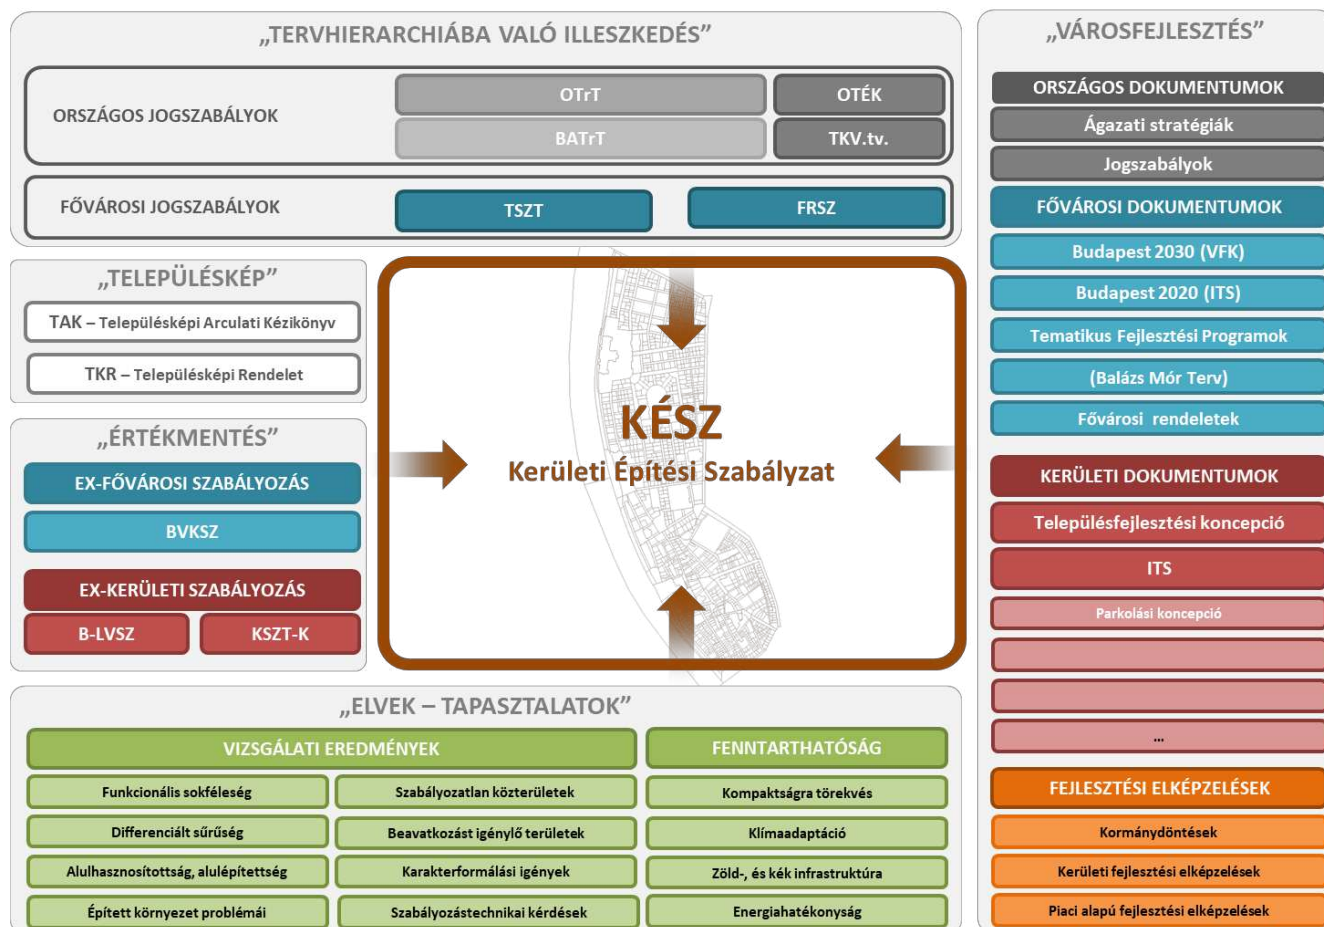 „TERVHIERARCHIÁBA VALÓ ILLESZKEDÉS”
ORSZÁGOS JOGSZABÁLYOK
OTrT
OTÉK
BATrT
TKV.tv.
FŐVÁROSI JOGSZABÁLYOK
TSZT
FRSZ
„TELEPÜLÉSKÉP”
TAK – Településképi Arculati Kézikönyv
TKR – Településképi Rendelet
„ÉRTÉKMENTÉS”
EX-FŐVÁROSI SZABÁLYOZÁS
BVKSZ
EX-KERÜLETI SZABÁLYOZÁS
B-LVSZ
KSZT-K
KÉSZ
Kerületi Építési Szabályzat
„ELVEK – TAPASZTALATOK”
VIZSGÁLATI EREDMÉNYEK
Funkcionális sokféleség
Szabályozatlan közterületek
Differenciált sűrűség
Beavatkozást igénylő területek
Alulhasznosítottság, alulépítettség
Karakterformálási igények
Épített környezet problémái
Szabályozástechnikai kérdések
FENNTARTHATÓSÁG
Kompaktságra törekvés
Klímaadaptáció
Zöld-, és kék infrastruktúra
Energiahatékonyság
„VÁROSFEJLESZTÉS”
ORSZÁGOS DOKUMENTUMOK
Ágazati stratégiák
Jogszabályok
FŐVÁROSI DOKUMENTUMOK
Budapest 2030 (VFK)
Budapest 2020 (ITS)
Tematikus Fejlesztési Programok
(Balázs Mór Terv)
Fővárosi rendeletek
KERÜLETI DOKUMENTUMOK
Településfejlesztési koncepció
ITS
Parkolási koncepció
...
FEJLESZTÉSI ELKÉPZELÉSEK
Kormánydöntések
Kerületi fejlesztési elképzelések
Piaci alapú fejlesztési elképzelések